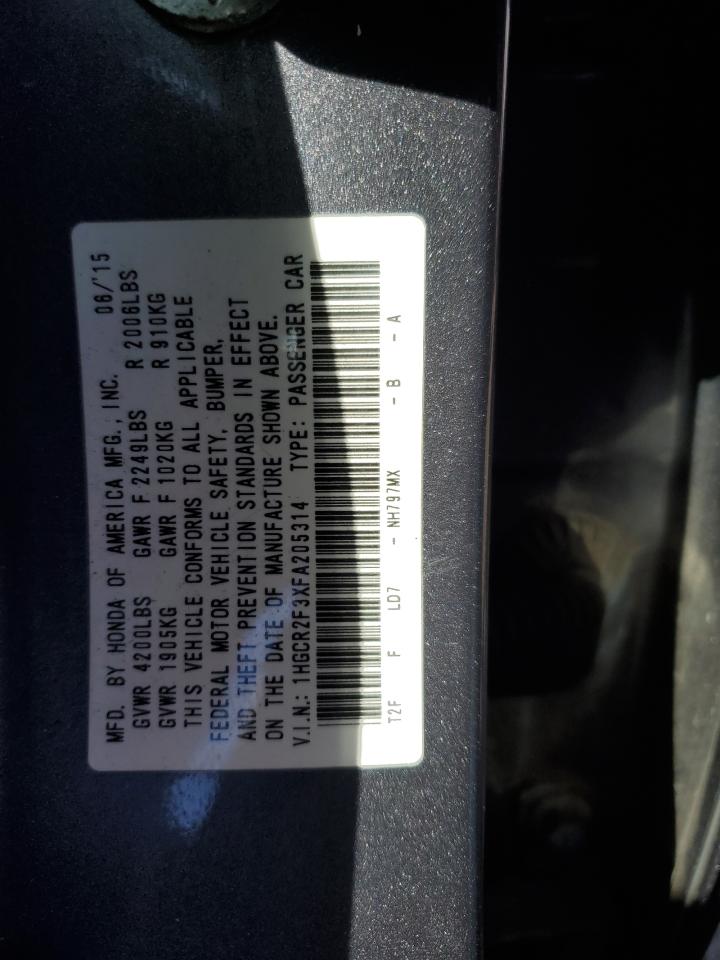 MFD. BY HONDA OF AMERICA MFG., INC. 06/'15
GVWR 4200LBS GAWR F 2249LBS R 2006LBS
GVWR 1905KG GAWR F 1020KG R 910KG
THIS VEHICLE CONFORMS TO ALL APPLICABLE
FEDERAL MOTOR VEHICLE SAFETY, BUMPER,
AND THEFT PREVENTION STANDARDS IN EFFECT
ON THE DATE OF MANUFACTURE SHOWN ABOVE.
V.I.N.: 1HGCR2F3XFA205314 TYPE: PASSENGER CAR
T2F F LD7 - NH797MX - B - A